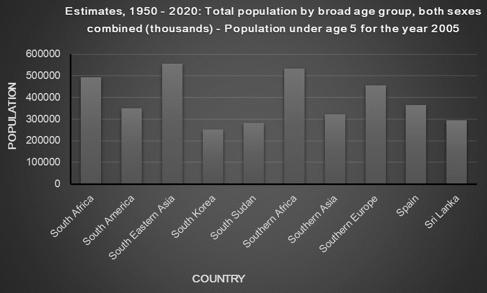 Estimates, 1950 - 2020: Total population by broad age group, both sexes
combined (thousands) - Population under age 5 for the year 2005
600000
500000
400000
300000
200000
100000
0
POPULATION
South Africa
South America
South Eastern Asia
South Korea
South Sudan
Southern Africa
Southern Asia
Southern Europe
Spain
Sri Lanka
COUNTRY